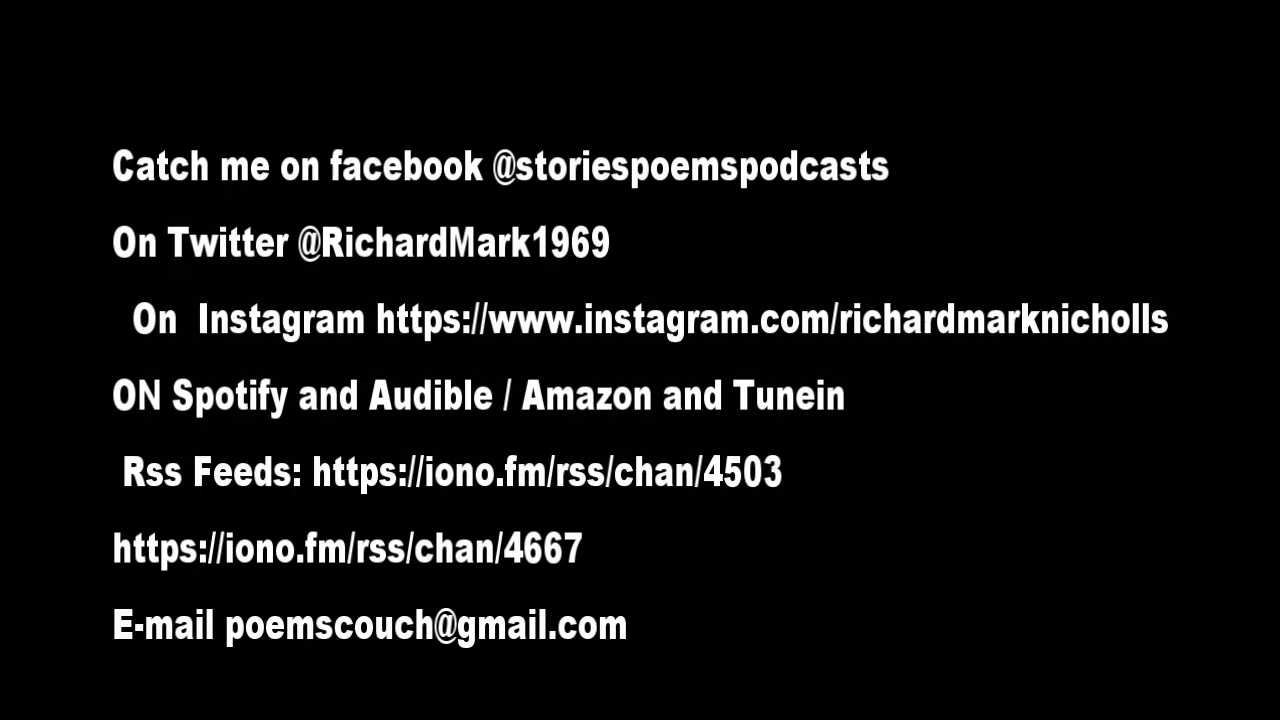 Catch me on facebook @storiespoemspodcasts
On Twitter @RichardMark1969
On Instagram https://www.instagram.com/richardmarknicholls
ON Spotify and Audible / Amazon and Tunein
Rss Feeds: https://iono.fm/rss/chan/4503
https://iono.fm/rss/chan/4667
E-mail poemscouch@gmail.com